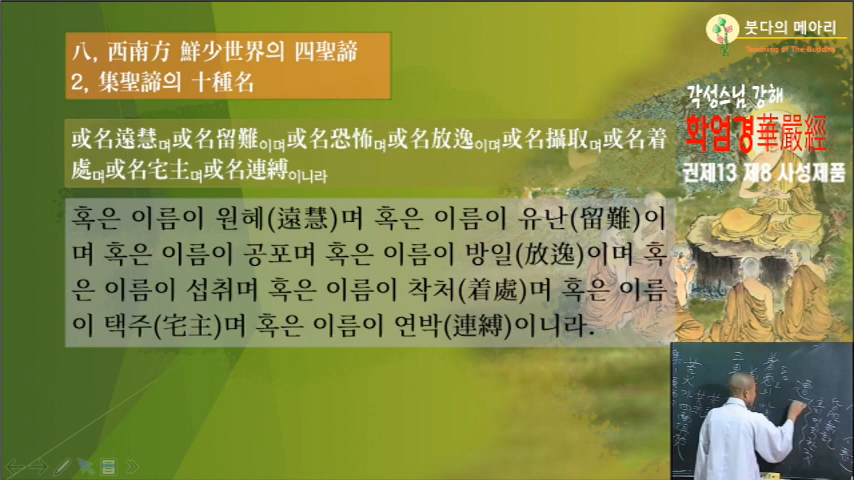 八, 西南方 鮮少世界의 四聖諦
2, 集聖諦의 十種名
或名遠慧며或名留難이며或名恐怖며或名放逸이며或名攝取며或名着
處며或名宅主며或名連縛이니라
혹은 이름이 원혜(遠慧)며 혹은 이름이 유난(留難)이
며 혹은 이름이 공포며 혹은 이름이 방일(放逸)이며 혹
은 이름이 섭취며 혹은 이름이 착처(着處)며 혹은 이름
이 택주(宅主)며 혹은 이름이 연박(連縛)이니라.
붓다의 메아리
Teaching of The Buddha
각성스님 강해
화엄경華嚴經
권제13 제8 사성제품